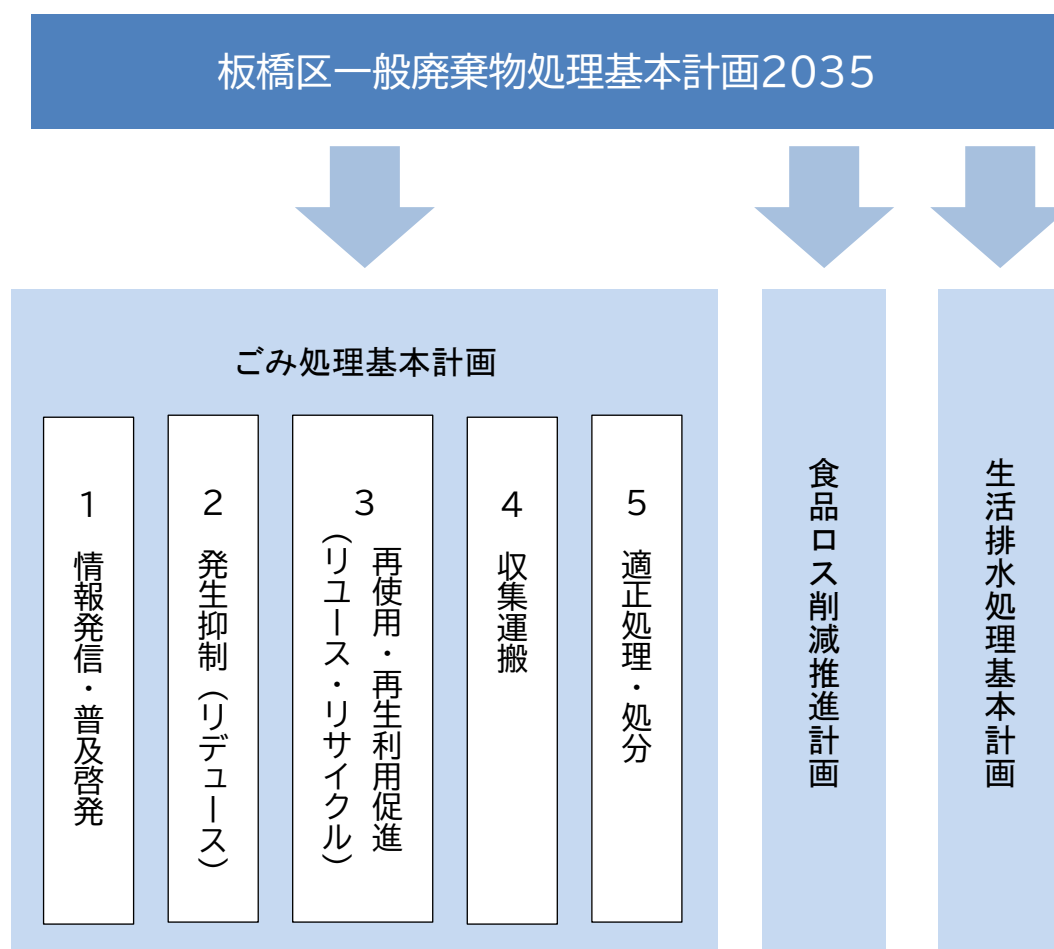 板橋区一般廃棄物処理基本計画2035
ごみ処理基本計画
1 情報発信・普及啓発
2 発生抑制(リデュース)
3 再使用・再生利用促進
(リユース・リサイクル)
4 収集運搬
5 適正処理・処分
食品ロス削減推進計画
生活排水処理基本計画